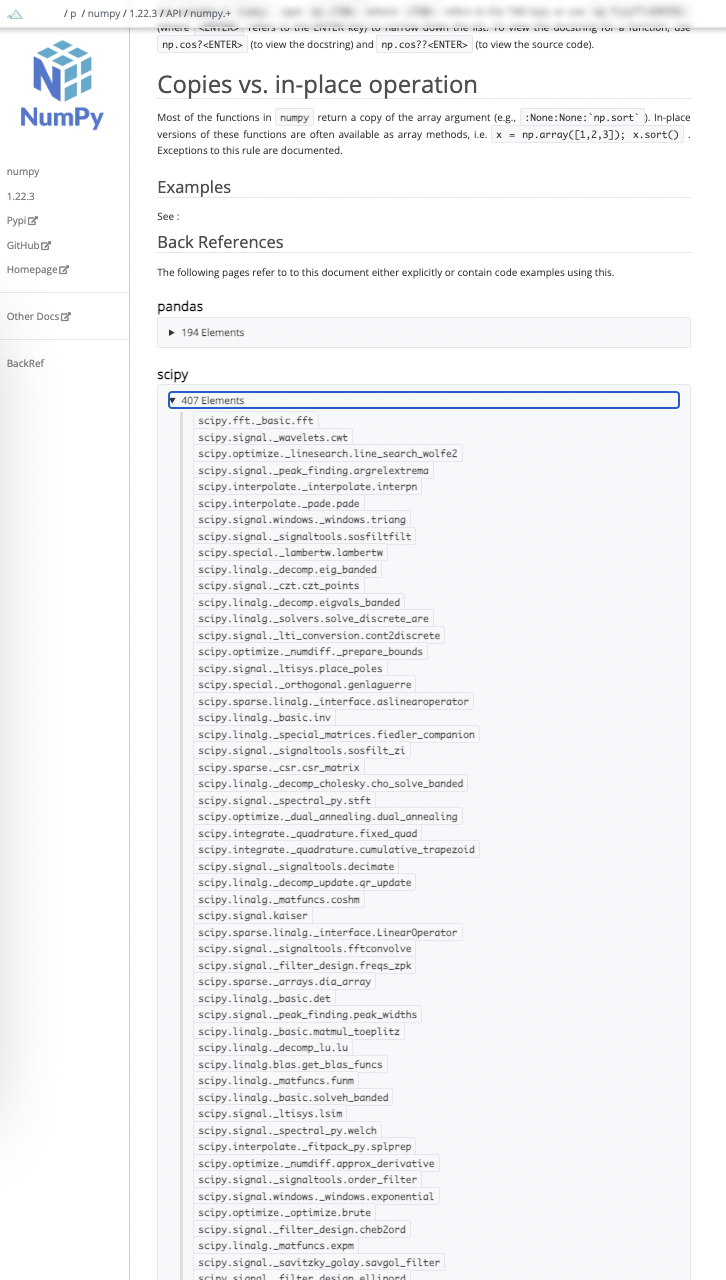 / p / numpy / 1.22.3 / API / numpy.+
(where <ENTER> refers to the ENTER key) to narrow down the list. To view the docstring for a function, use
np.cos?<ENTER> (to view the docstring) and np.cos??<ENTER> (to view the source code).
NumPy
numpy
1.22.3
Pypi
GitHub
Homepage
Other Docs
BackRef
Copies vs. in-place operation
Most of the functions in numpy return a copy of the array argument (e.g., :None:None:`np.sort` ). In-place
versions of these functions are often available as array methods, i.e. x = np.array([1,2,3]); x.sort() .
Exceptions to this rule are documented.
Examples
See :
Back References
The following pages refer to to this document either explicitly or contain code examples using this.
pandas
194 Elements
scipy
407 Elements
scipy.fft._basic.fft
scipy.signal._wavelets.cwt
scipy.optimize._linesearch.line_search_wolfe2
scipy.signal._peak_finding.argrelextrema
scipy.interpolate._interpolate.interpn
scipy.interpolate._pade.pade
scipy.signal.windows._windows.triang
scipy.signal._signaltools.sosfiltfilt
scipy.special._lambertw.lambertw
scipy.linalg._decomp.eig_banded
scipy.signal._czt.czt_points
scipy.linalg._decomp.eigvals_banded
scipy.linalg._solvers.solve_discrete_are
scipy.signal._lti_conversion.cont2discrete
scipy.optimize._numdiff._prepare_bounds
scipy.signal._ltisys.place_poles
scipy.special._orthogonal.genlaguerre
scipy.sparse.linalg._interface.aslinearoperator
scipy.linalg._basic.inv
scipy.linalg._special_matrices.fiedler_companion
scipy.signal._signaltools.sosfilt_zi
scipy.sparse._csr.csr_matrix
scipy.linalg._decomp_cholesky.cho_solve_banded
scipy.signal._spectral_py.stft
scipy.optimize._dual_annealing.dual_annealing
scipy.integrate._quadrature.fixed_quad
scipy.integrate._quadrature.cumulative_trapezoid
scipy.signal._signaltools.decimate
scipy.linalg._decomp_update.qr_update
scipy.linalg._matfuncs.coshm
scipy.signal.kaiser
scipy.sparse.linalg._interface.LinearOperator
scipy.signal._signaltools.fftconvolve
scipy.signal._filter_design.freqs_zpk
scipy.sparse._arrays.dia_array
scipy.linalg._basic.det
scipy.signal._peak_finding.peak_widths
scipy.linalg._basic.matmul_toeplitz
scipy.linalg._decomp_lu.lu
scipy.linalg.blas.get_blas_funcs
scipy.linalg._matfuncs.funm
scipy.linalg._basic.solveh_banded
scipy.signal._ltisys.lsim
scipy.signal._spectral_py.welch
scipy.interpolate._fitpack_py.splprep
scipy.optimize._numdiff.approx_derivative
scipy.signal._signaltools.order_filter
scipy.signal.windows._windows.exponential
scipy.optimize._optimize.brute
scipy.signal._filter_design.cheb2ord
scipy.linalg._matfuncs.expm
scipy.signal._savitzky_golay.savgol_filter
scipy.signal._filter_design.ellipord